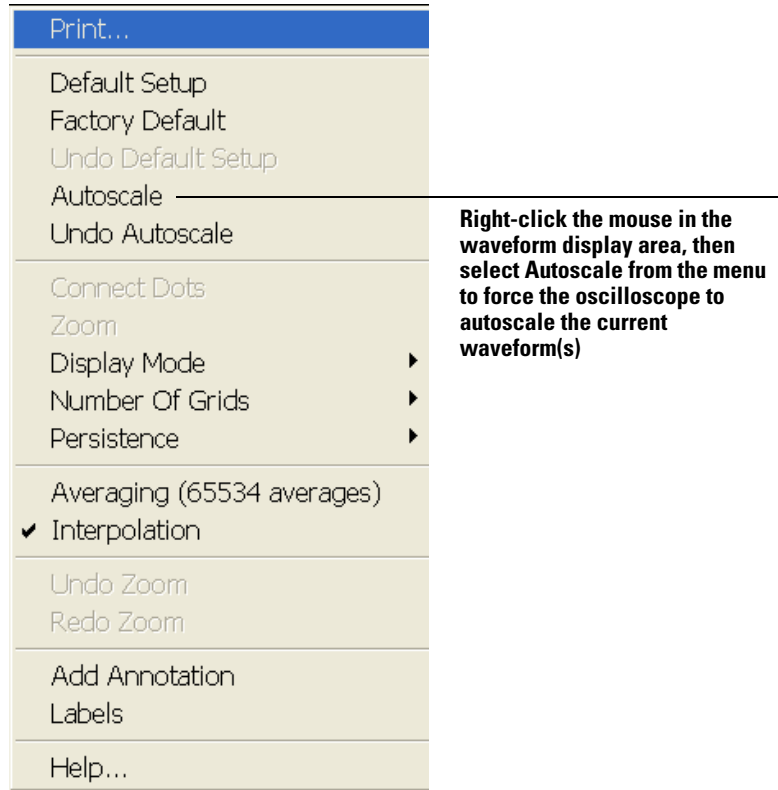 Print...
Default Setup
Factory Default
Undo Default Setup
Autoscale
Undo Autoscale
Connect Dots
Zoom
Display Mode
Number Of Grids
Persistence
Averaging (65534 averages)
Interpolation
Undo Zoom
Redo Zoom
Add Annotation
Labels
Help...
Right-click the mouse in the
waveform display area, then
select Autoscale from the menu
to force the oscilloscope to
autoscale the current
waveform(s)